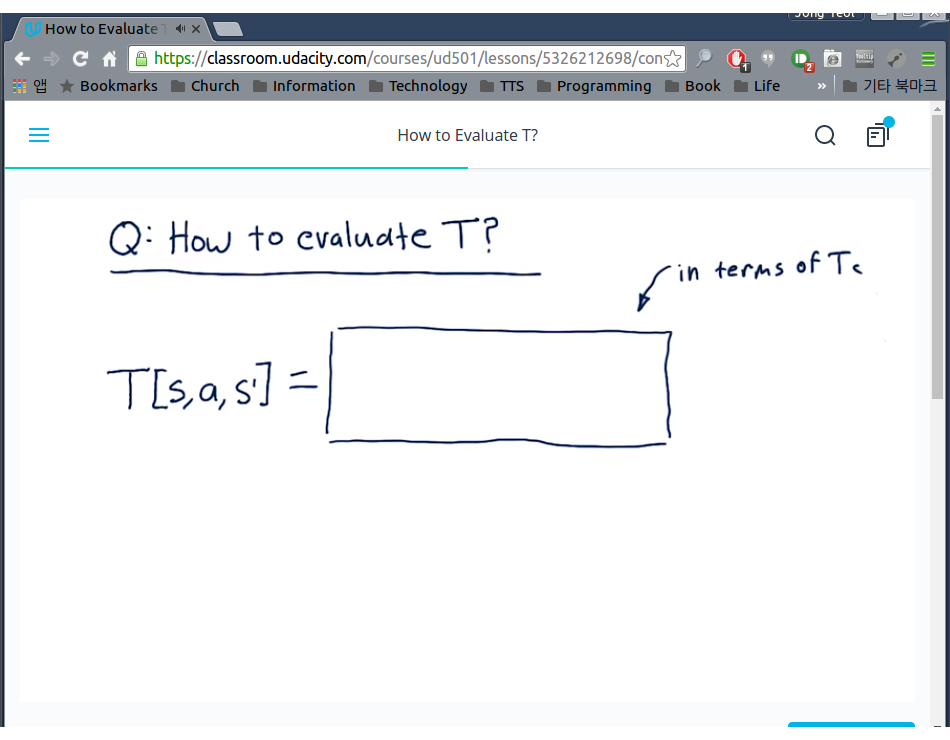 Jong Yeol
How to Evaluate T
https://classroom.udacity.com/courses/ud501/lessons/5326212698/con
1
2
앱 Bookmarks Church Information Technology TTS Programming Book Life » 기타 북마크
How to Evaluate T?
Q: How to evaluate T?
in terms of Tc
T[s,a,s'] =